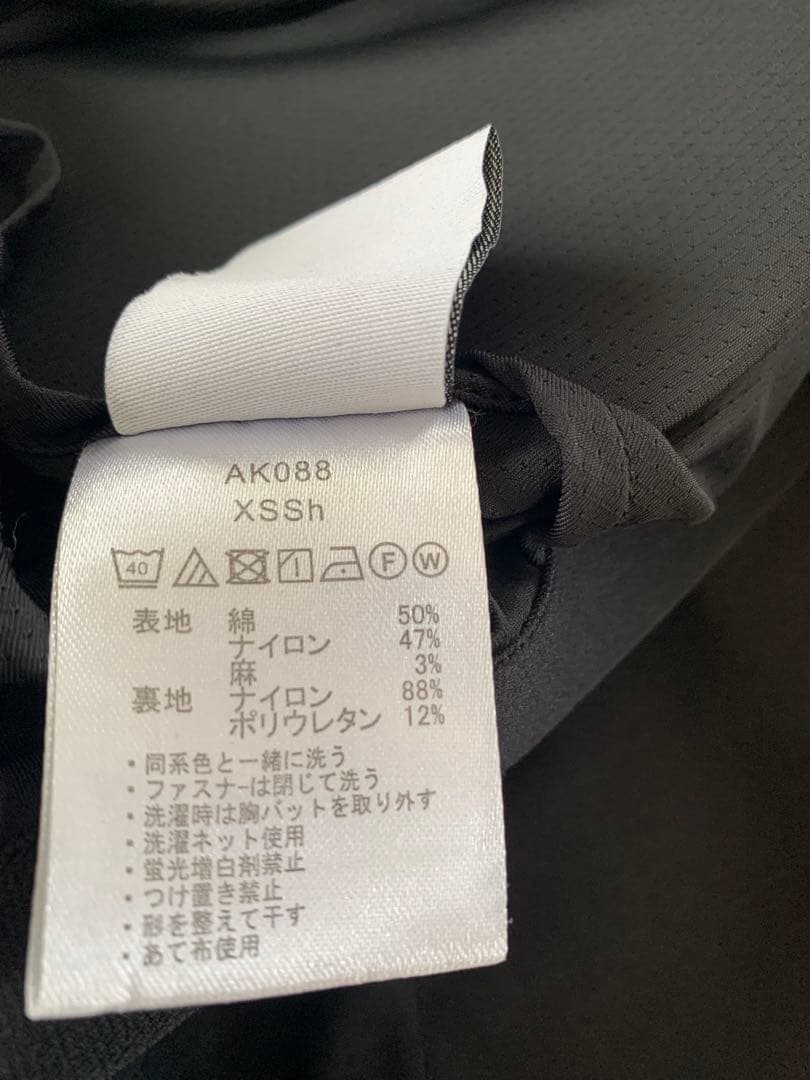 AK088
XSSh
40 F W
表地 綿 50%
ナイロン 47%
麻 3%
裏地 ナイロン 88%
ポリウレタン 12%
・同系色と一緒に洗う
・ファスナーは閉じて洗う
・洗濯時は胸パットを取り外す
・洗濯ネット使用
・蛍光増白剤禁止
・つけ置き禁止
・形を整えて干す
・あて布使用